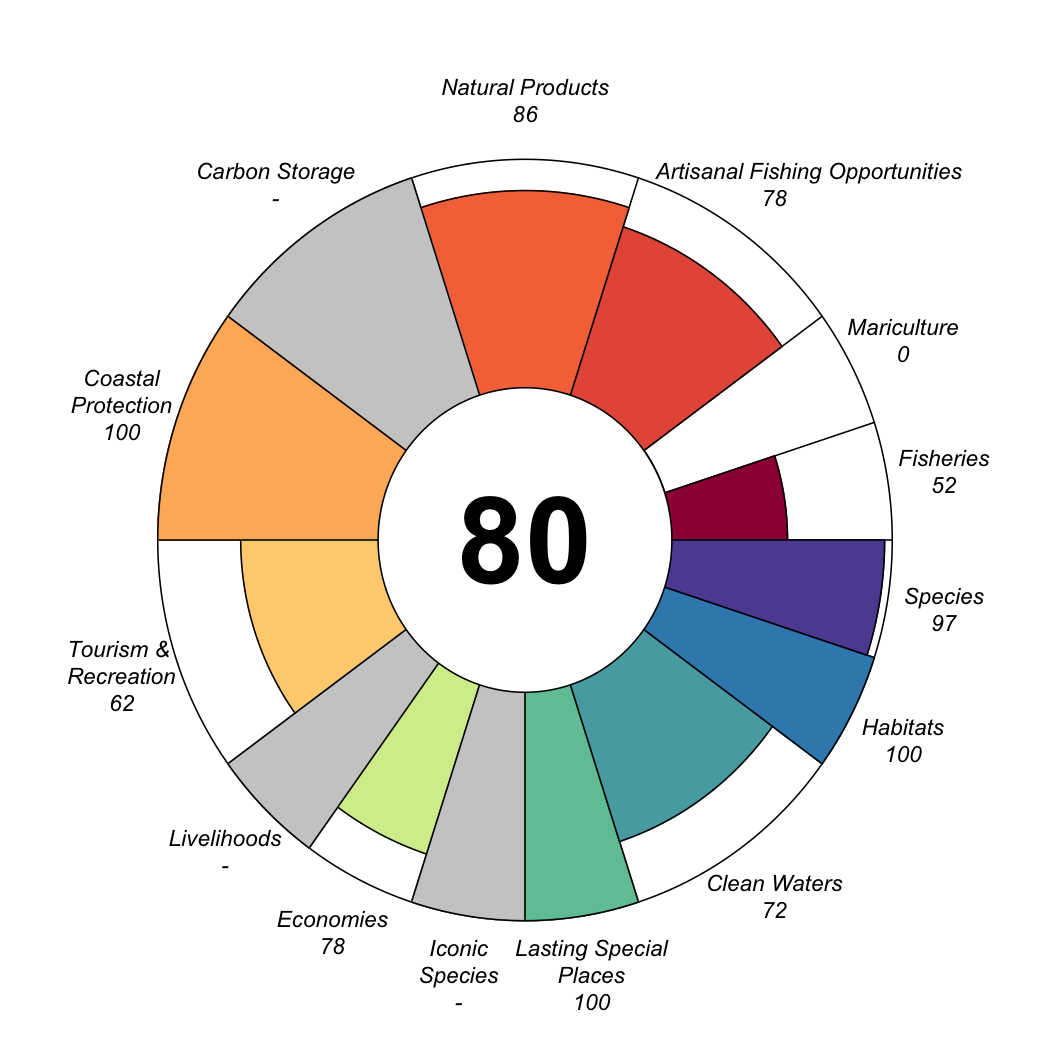 Natural Products
86
Carbon Storage
-
Artisanal Fishing Opportunities
78
Mariculture
0
Coastal
Protection
100
Fisheries
52
80
Species
97
Tourism &
Recreation
62
Habitats
100
Livelihoods
-
Clean Waters
72
Economies
78
Iconic
Species
-
Lasting Special
Places
100